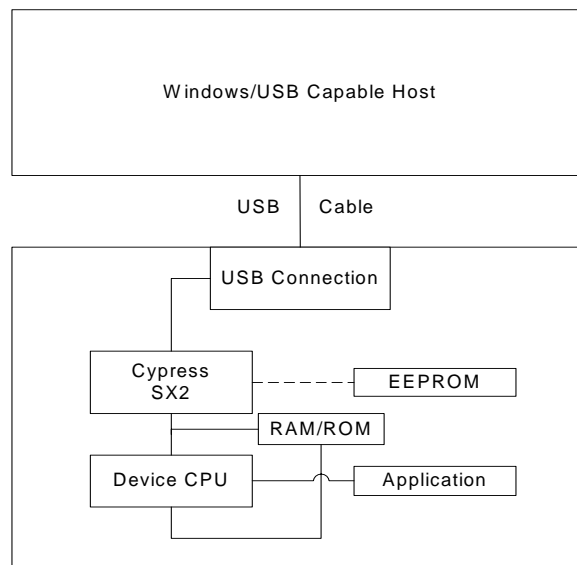 Windows/USB Capable Host
USB Cable
USB Connection
Cypress
SX2
EEPROM
RAM/ROM
Device CPU
Application